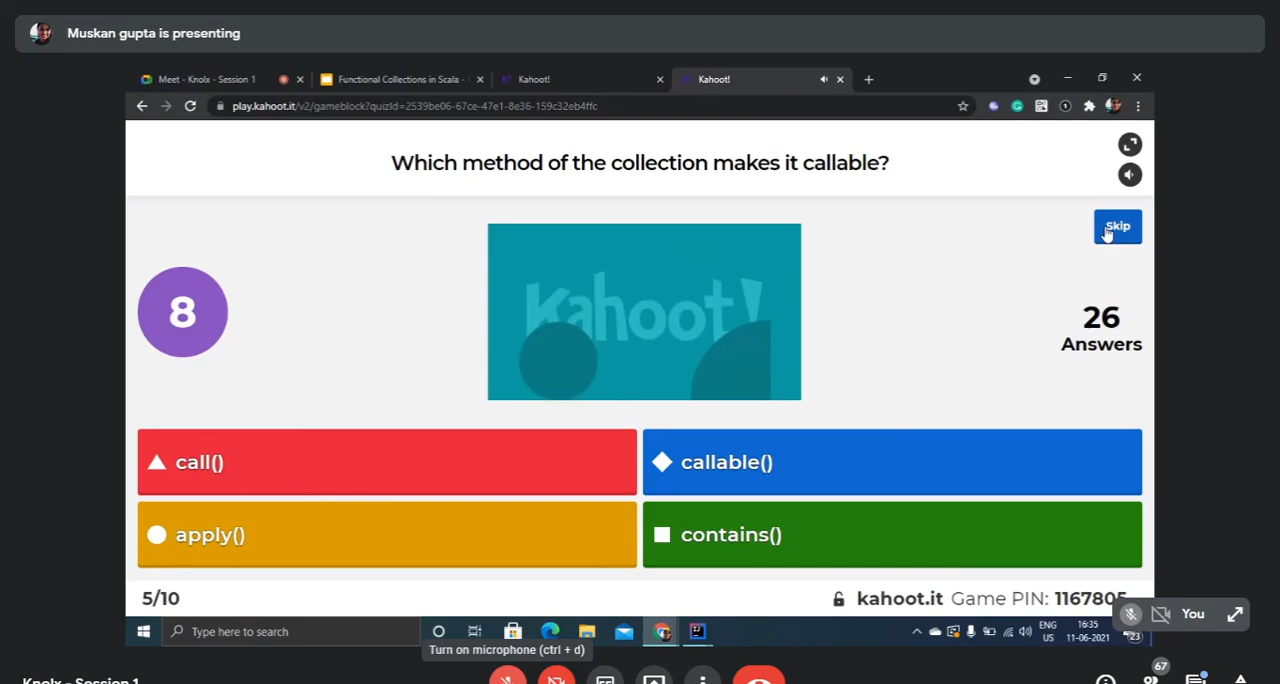 Muskan gupta is presenting
Meet - Knolx - Session 1
Functional Collections in Scala -
Kahoot!
Kahoot!
play.kahoot.it/v2/gameblock?quizId=2539be06-67ce-47e1-8e36-159c32eb4ffc
Which method of the collection makes it callable?
Skip
8
Kahoot!
26
Answers
call()
callable()
apply()
contains()
5/10
kahoot.it Game PIN: 1167805
You
Type here to search
ENG
US
16:35
11-06-2021
23
Turn on microphone (ctrl + d)
67
Knolx - Session 1